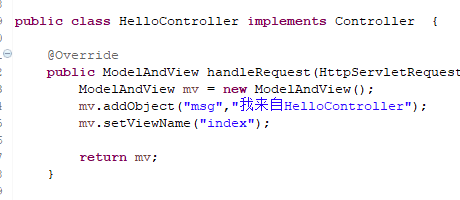 public class HelloController implements Controller {
@Override
public ModelAndView handleRequest(HttpServletRequest
ModelAndView mv = new ModelAndView();
mv.addObject("msg","我来自HelloController");
mv.setViewName("index");
return mv;
}